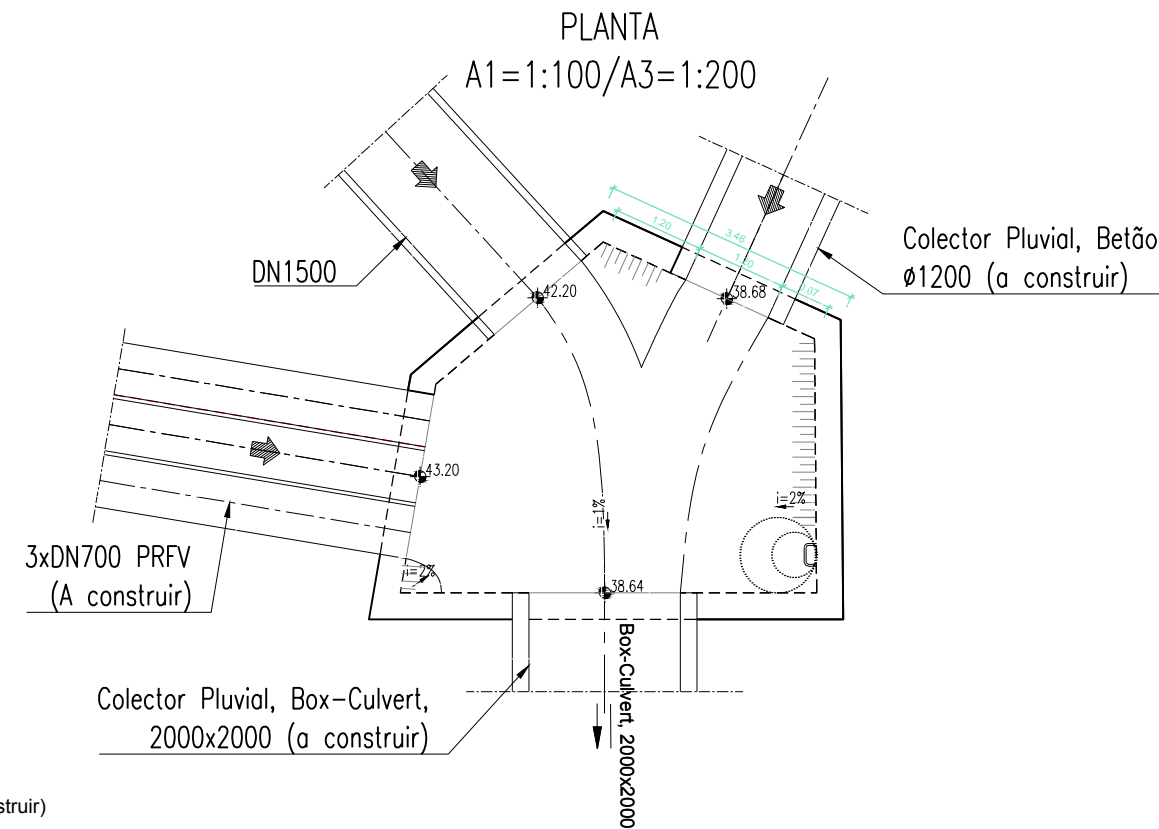 PLANTA
A1=1:100/A3=1:200
1.20
3.46
1.20
0.67
Colector Pluvial, Betão
ø1200 (a construir)
DN1500
42.20
38.68
43.20
i=1%
i=2%
3xDN700 PRFV
(A construir)
i=2%
38.64
Box-Culvert, 2000x2000
Colector Pluvial, Box-Culvert,
2000x2000 (a construir)
struir)